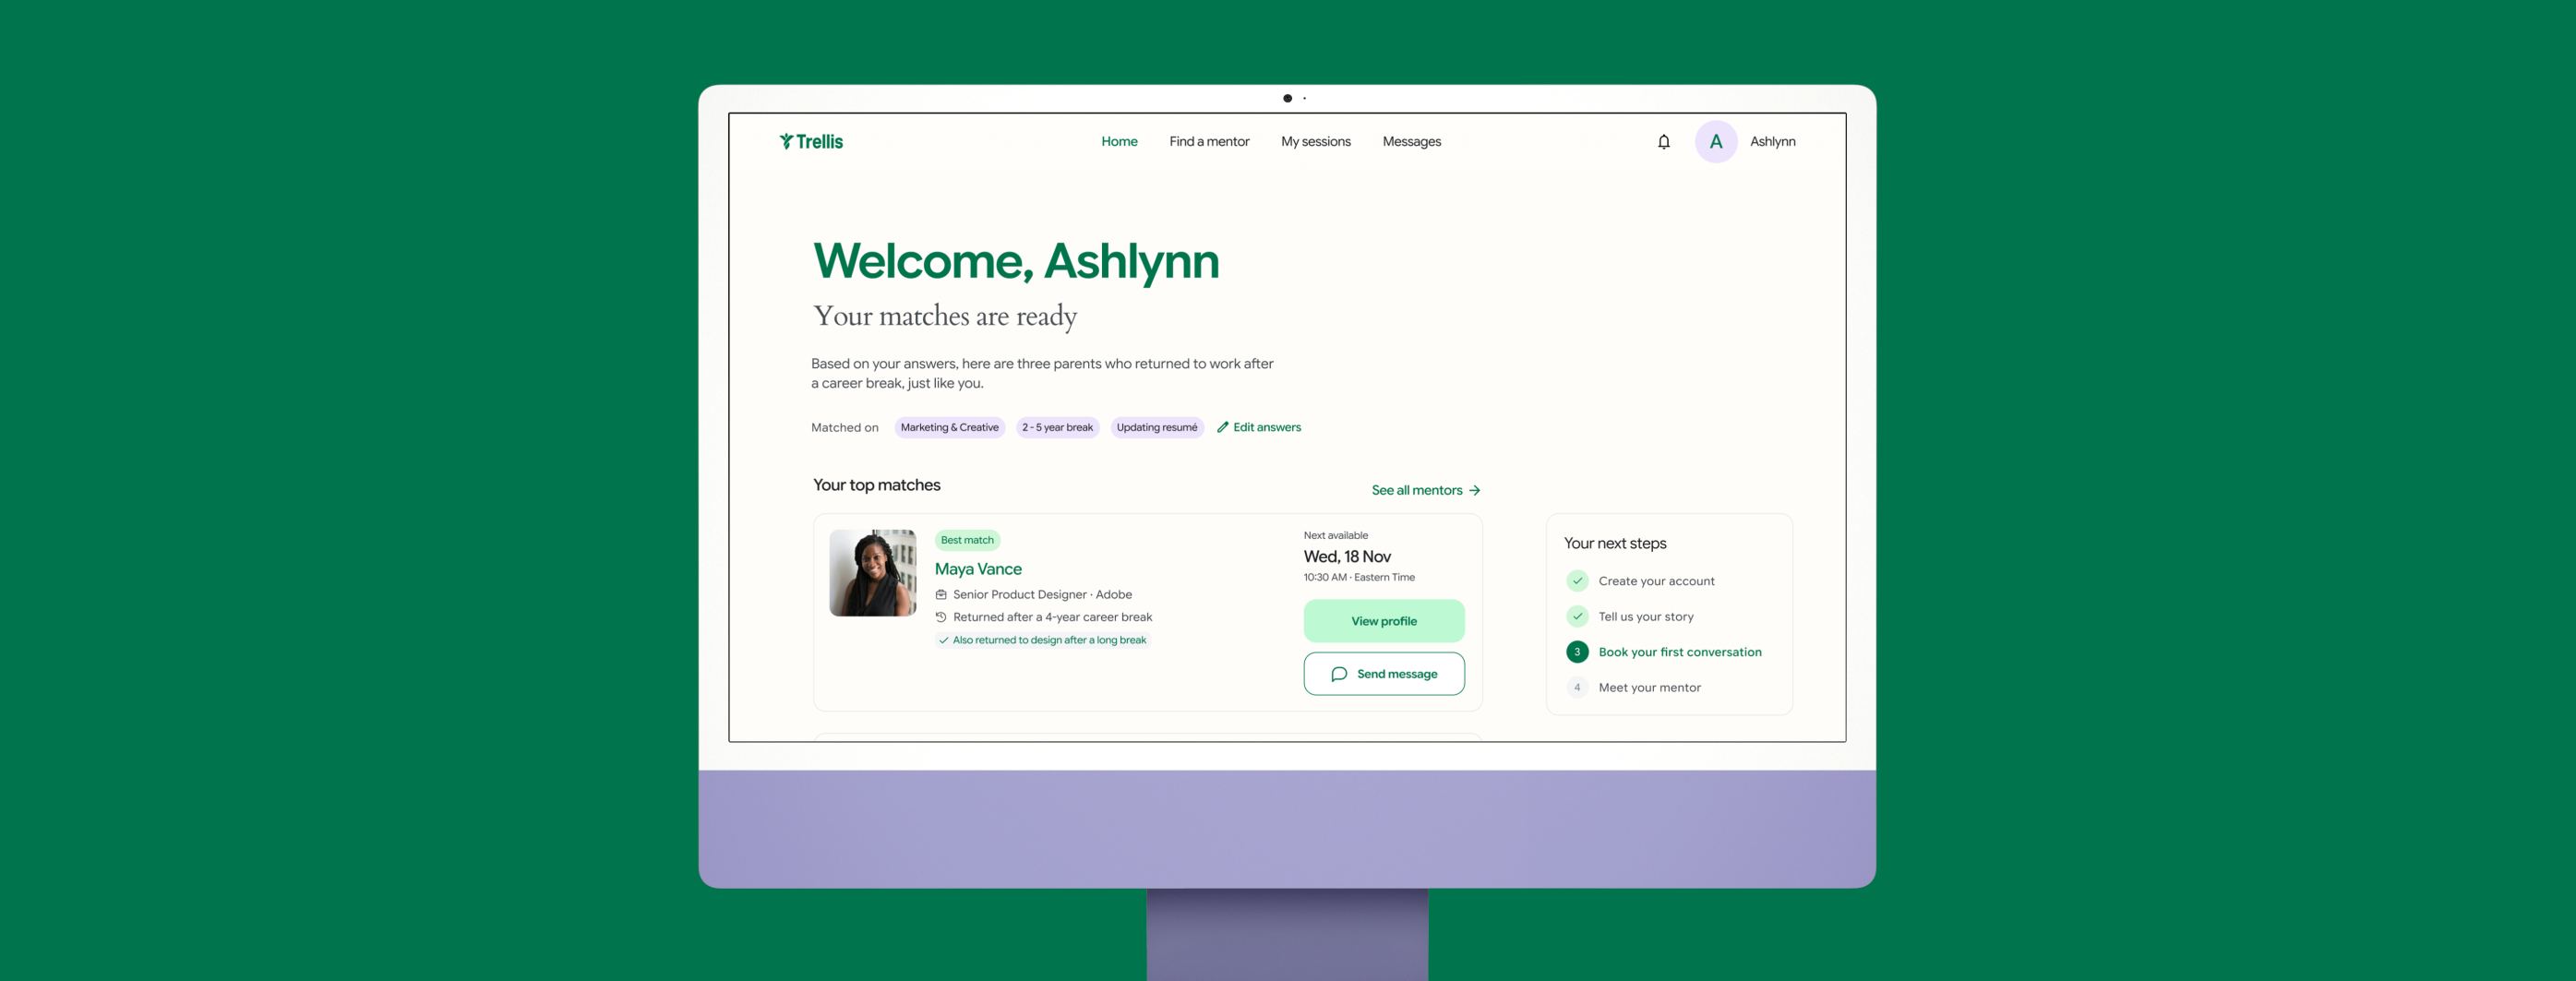 Trellis
Home
Find a mentor
My sessions
Messages
A
Ashlynn
Welcome, Ashlynn
Your matches are ready
Based on your answers, here are three parents who returned to work after
a career break, just like you.
Matched on
Marketing & Creative
2 - 5 year break
Updating resumé
Edit answers
Your top matches
See all mentors
Best match
Maya Vance
Senior Product Designer · Adobe
Returned after a 4-year career break
Also returned to design after a long break
Next available
Wed, 18 Nov
10:30 AM · Eastern Time
View profile
Send message
Your next steps
Create your account
Tell us your story
3 Book your first conversation
4 Meet your mentor